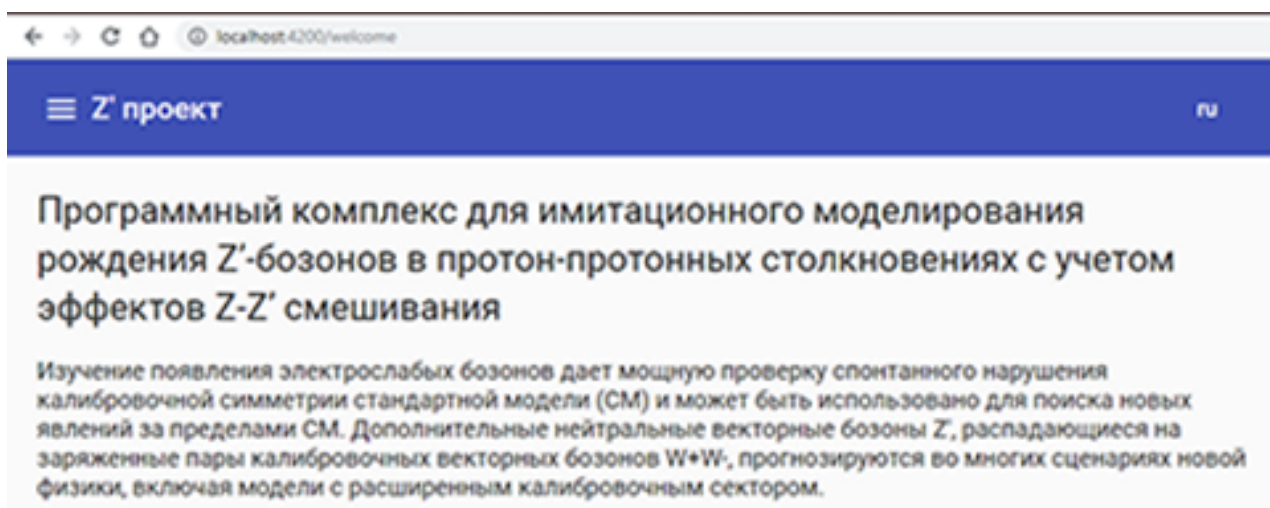 localhost:4200/welcome
Z' проект
ru
Программный комплекс для имитационного моделирования
рождения Z’-бозонов в протон-протонных столкновениях с учетом
эффектов Z-Z’ смешивания
Изучение появления электрослабых бозонов дает мощную проверку спонтанного нарушения
калибровочной симметрии стандартной модели (СМ) и может быть использовано для поиска новых
явлений за пределами СМ. Дополнительные нейтральные векторные бозоны Z’, распадающиеся на
заряженные пары калибровочных векторных бозонов W+W-, прогнозируются во многих сценариях новой
физики, включая модели с расширенным калибровочным сектором.